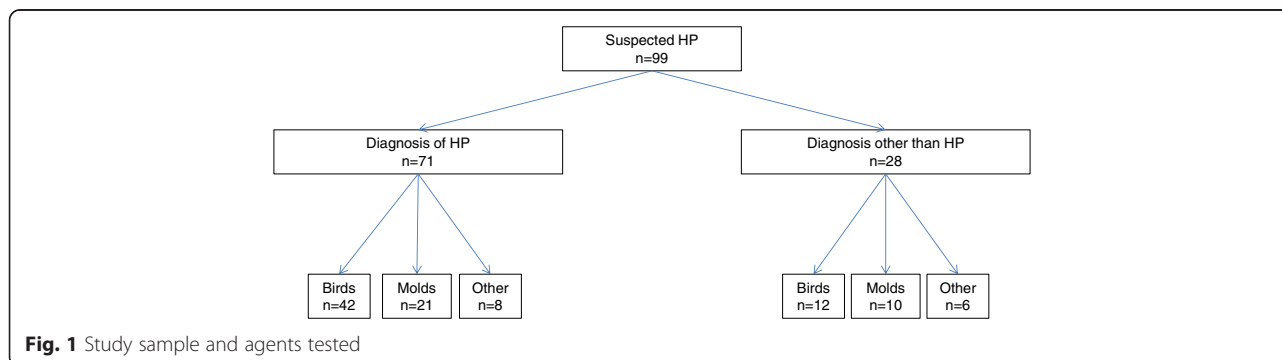 Suspected HP
n=99
Diagnosis of HP
n=71
Diagnosis other than HP
n=28
Birds
n=42
Molds
n=21
Other
n=8
Birds
n=12
Molds
n=10
Other
n=6
Fig. 1 Study sample and agents tested